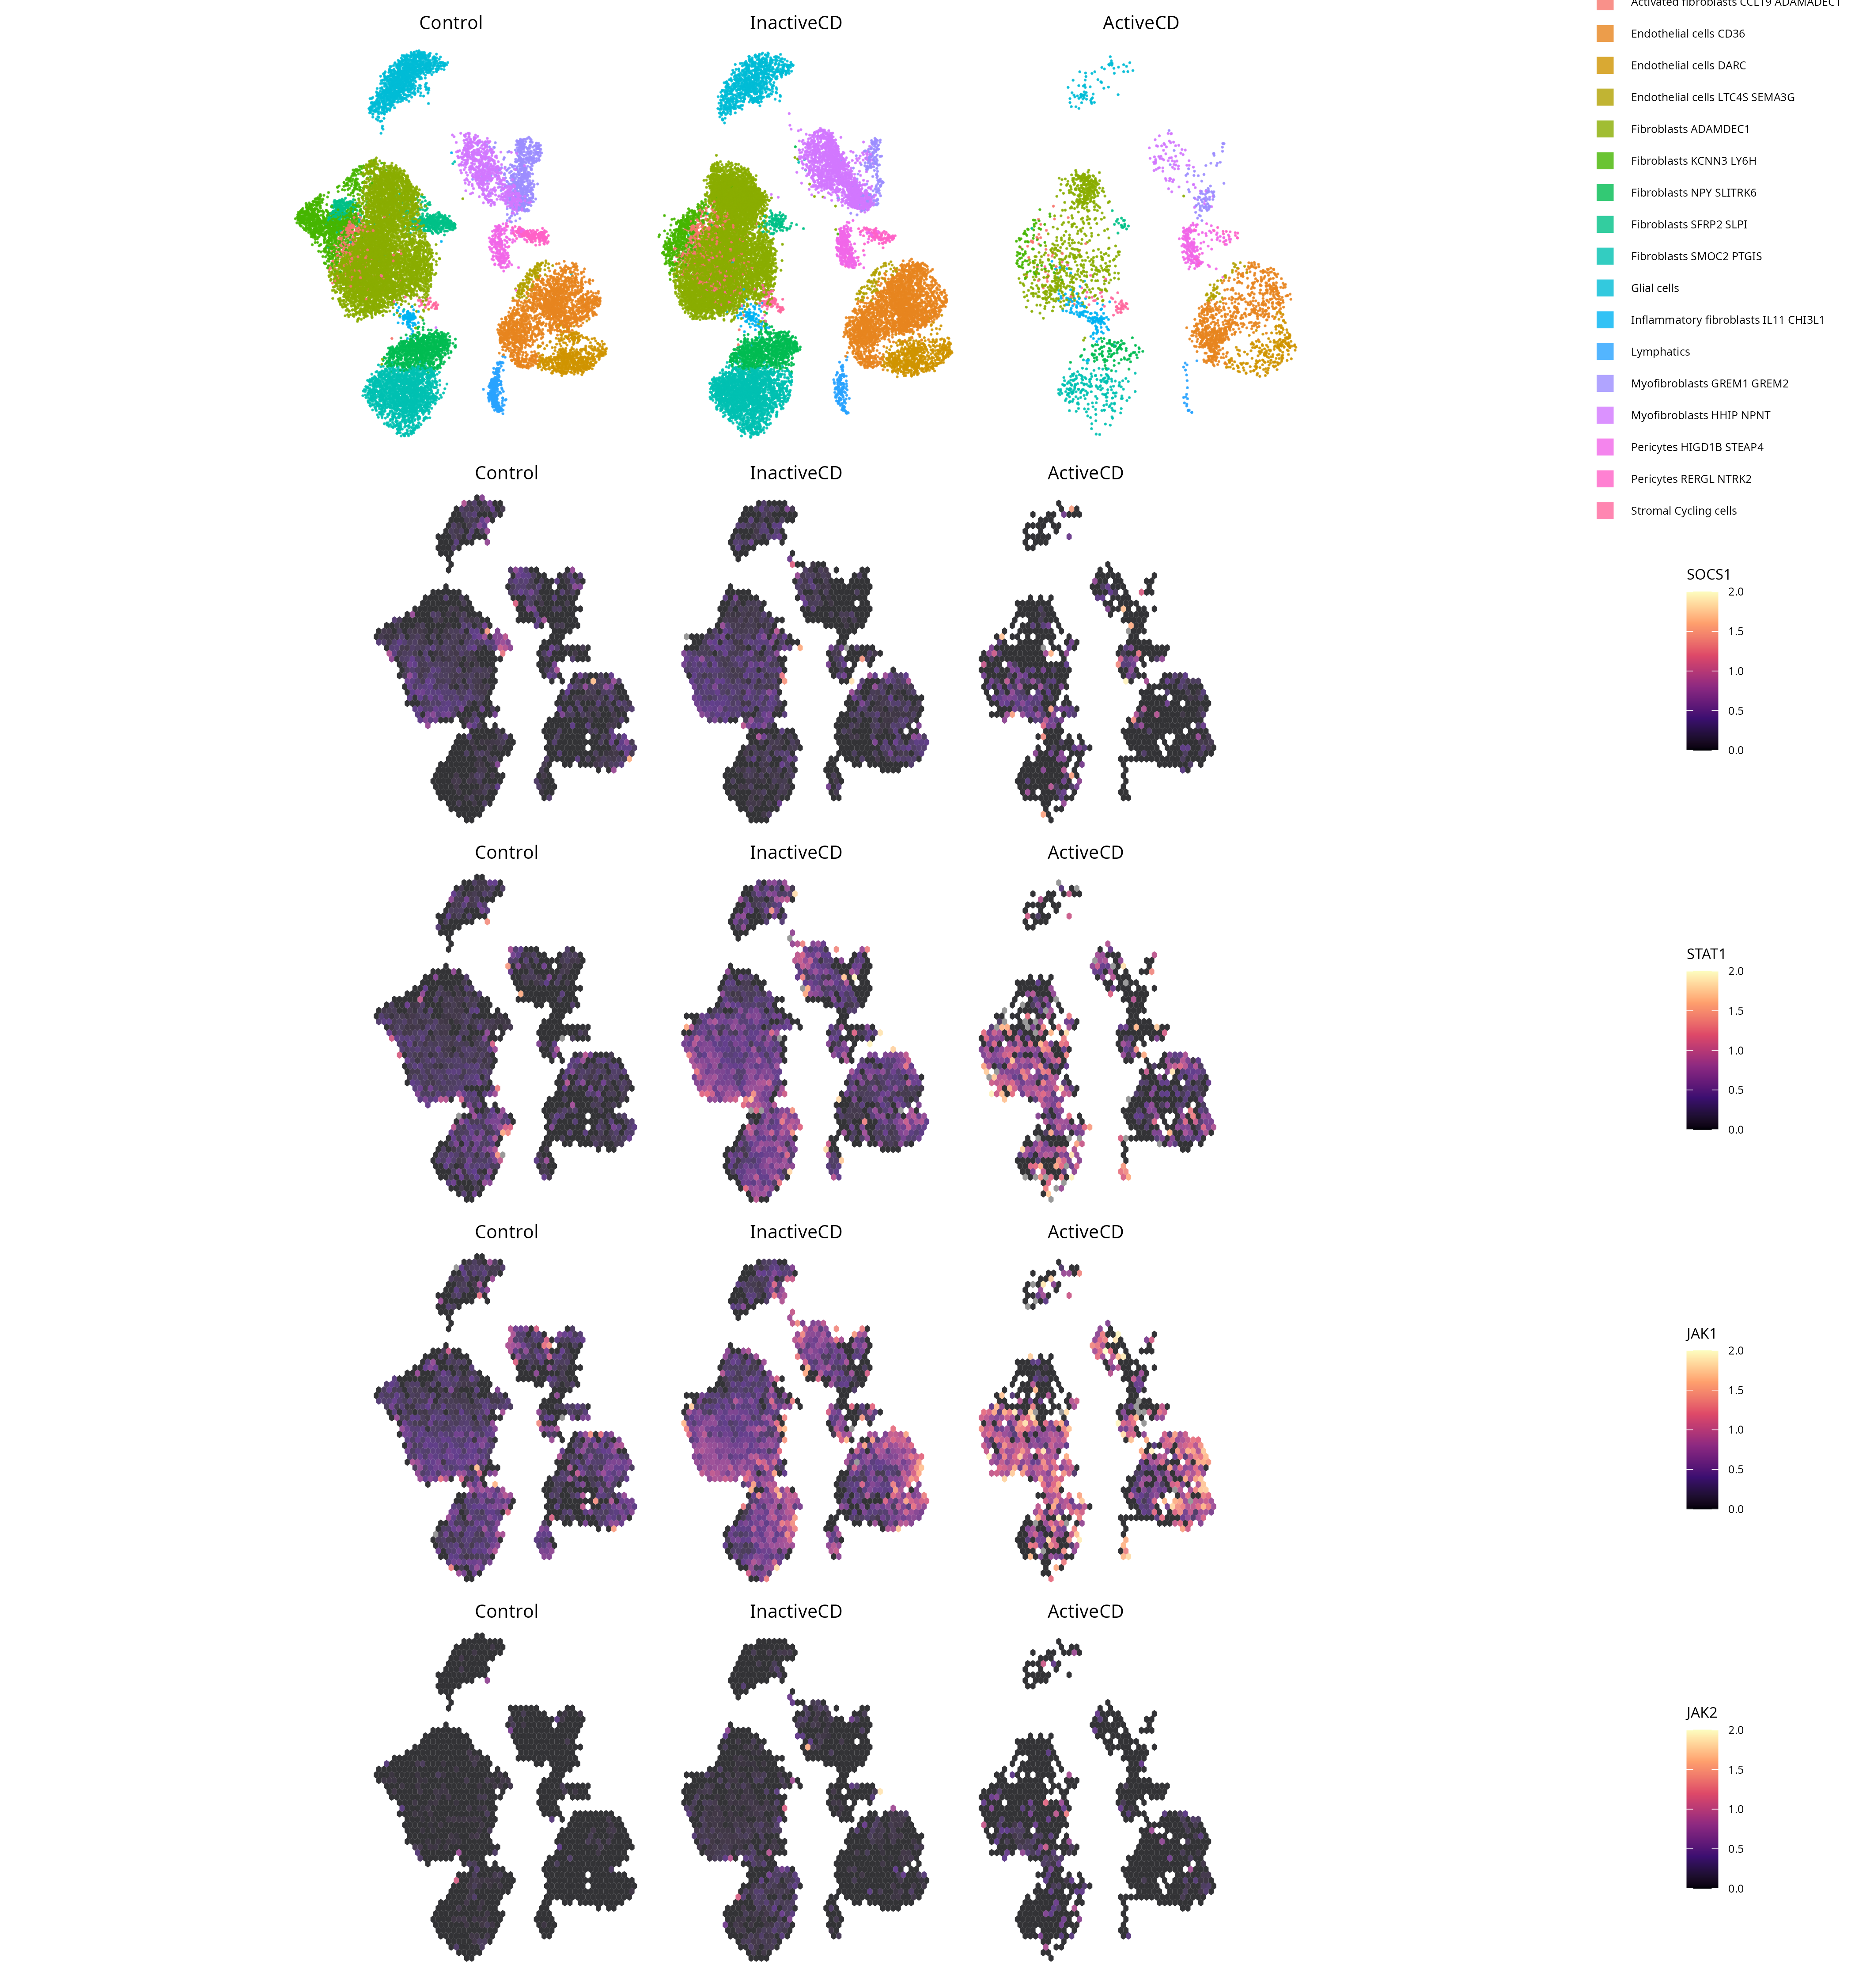 Control InactiveCD ActiveCD
Activated fibroblasts CCL19 ADAMADEC1
Endothelial cells CD36
Endothelial cells DARC
Endothelial cells LTC4S SEMA3G
Fibroblasts ADAMDEC1
Fibroblasts KCNN3 LY6H
Fibroblasts NPY SLITRK6
Fibroblasts SFRP2 SLPI
Fibroblasts SMOC2 PTGIS
Glial cells
Inflammatory fibroblasts IL11 CHI3L1
Lymphatics
Myofibroblasts GREM1 GREM2
Myofibroblasts HHIP NPNT
Pericytes HIGD1B STEAP4
Pericytes RERGL NTRK2
Stromal Cycling cells
Control InactiveCD ActiveCD
SOCS1
2.0
1.5
1.0
0.5
0.0
Control InactiveCD ActiveCD
STAT1
2.0
1.5
1.0
0.5
0.0
Control InactiveCD ActiveCD
JAK1
2.0
1.5
1.0
0.5
0.0
Control InactiveCD ActiveCD
JAK2
2.0
1.5
1.0
0.5
0.0